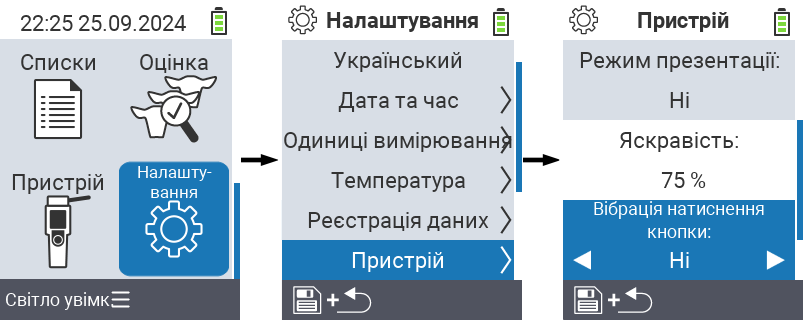 22:25 25.09.2024
Списки
Оцінка
Пристрій
Налашту-
вання
Світло увімк.
Налаштування
Український
Дата та час
Одиниці вимірювання
Температура
Реєстрація даних
Пристрій
+
Пристрій
Режим презентації:
Ні
Яскравість:
75 %
Вібрація натиснення
кнопки:
Ні
+